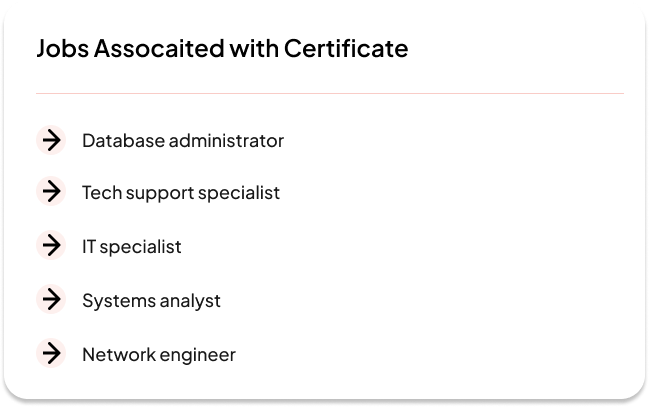 Jobs Assocaited with Certificate
Database administrator
Tech support specialist
IT specialist
Systems analyst
Network engineer